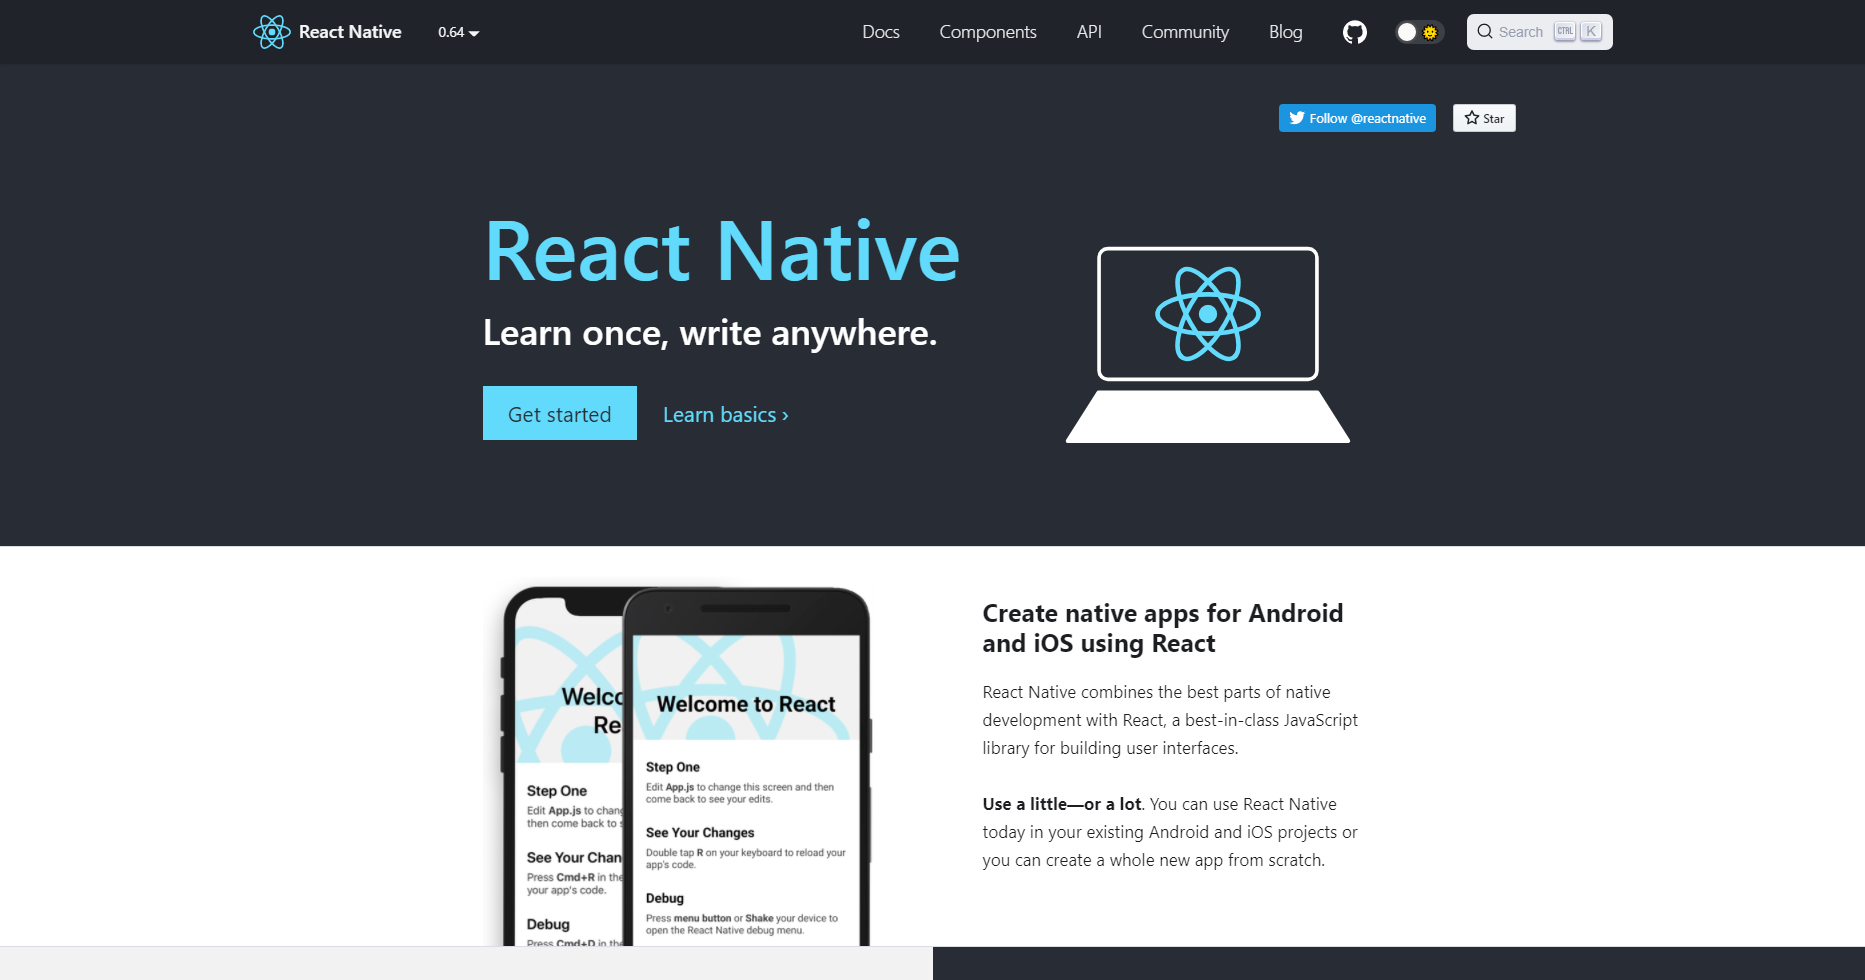 React Native
0.64
Docs
Components
API
Community
Blog
Search
CTRL
K
Follow @reactnative
Star
React Native
Learn once, write anywhere.
Get started
Learn basics ›
Welcome to React
Step One
Edit App.js to change this screen and then
come back to see your edits.
See Your Changes
Double tap R on your keyboard to reload your
app's code.
Debug
Press menu button or Shake your device to
open the React Native debug menu.
Step One
Edit App.js to
then come back to
See Your
Press Cmd+R in the
your app's code.
Debug
Press Cmd+D in the
Create native apps for Android
and iOS using React
React Native combines the best parts of native
development with React, a best-in-class JavaScript
library for building user interfaces.
Use a little—or a lot. You can use React Native
today in your existing Android and iOS projects or
you can create a whole new app from scratch.